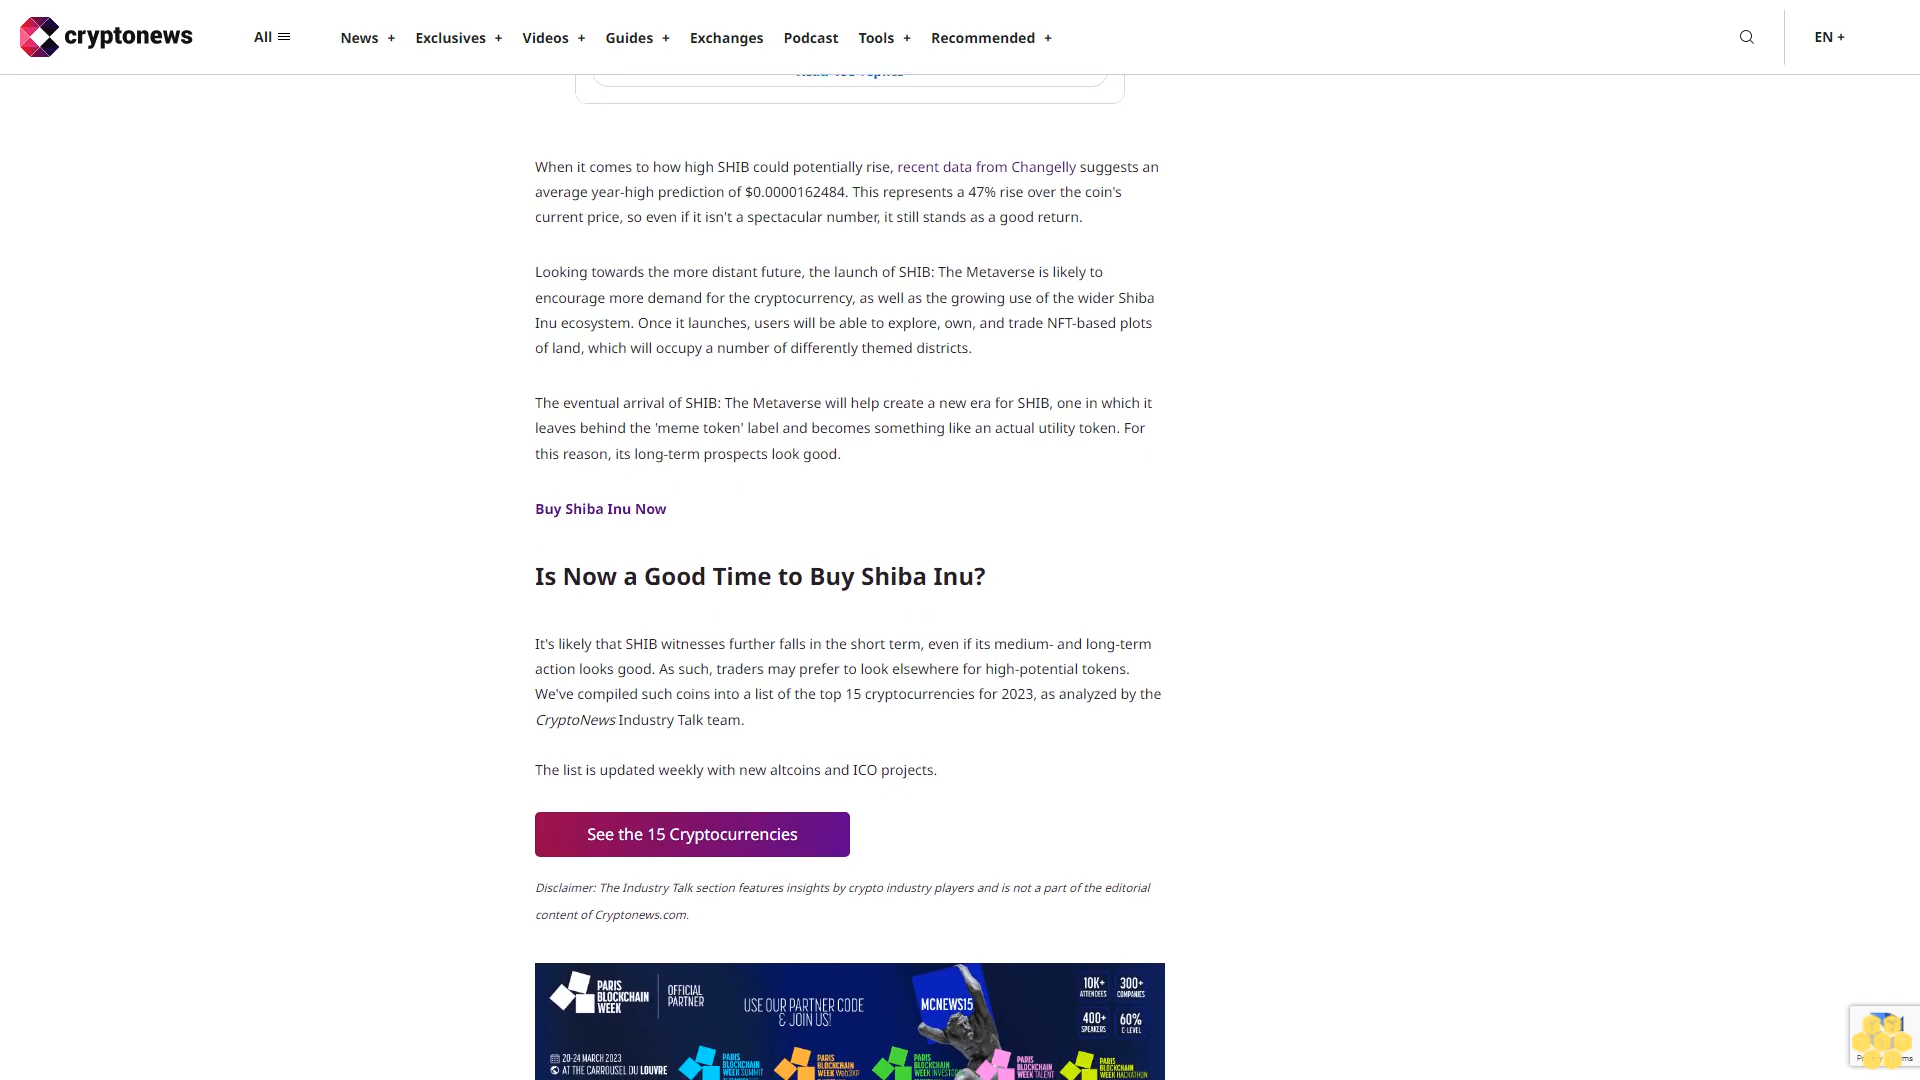 cryptonews
All
News +
Exclusives +
Videos +
Guides +
Exchanges
Podcast
Tools +
Recommended +
EN +
When it comes to how high SHIB could potentially rise, recent data from Changelly suggests an
average year-high prediction of $0.0000162484. This represents a 47% rise over the coin's
current price, so even if it isn't a spectacular number, it still stands as a good return.
Looking towards the more distant future, the launch of SHIB: The Metaverse is likely to
encourage more demand for the cryptocurrency, as well as the growing use of the wider Shiba
Inu ecosystem. Once it launches, users will be able to explore, own, and trade NFT-based plots
of land, which will occupy a number of differently themed districts.
The eventual arrival of SHIB: The Metaverse will help create a new era for SHIB, one in which it
leaves behind the 'meme token' label and becomes something like an actual utility token. For
this reason, its long-term prospects look good.
Buy Shiba Inu Now
Is Now a Good Time to Buy Shiba Inu?
It's likely that SHIB witnesses further falls in the short term, even if its medium- and long-term
action looks good. As such, traders may prefer to look elsewhere for high-potential tokens.
We've compiled such coins into a list of the top 15 cryptocurrencies for 2023, as analyzed by the
CryptoNews Industry Talk team.
The list is updated weekly with new altcoins and ICO projects.
See the 15 Cryptocurrencies
Disclaimer: The Industry Talk section features insights by crypto industry players and is not a part of the editorial
content of Cryptonews.com.
PARIS
BLOCKCHAIN
WEEK
OFFICIAL
PARTNER
USE OUR PARTNER CODE
& JOIN US!
MCNEWS15
10K+
ATTENDEES
300+
COMPANIES
400+
SPEAKERS
60%
C-LEVEL
20-24 MARCH 2023
AT THE CARROUSEL DU LOUVRE
PARIS
BLOCKCHAIN
WEEK SUMMIT
PARIS
BLOCKCHAIN
WEEK Web3XP
PARIS
BLOCKCHAIN
WEEK INVESTORS
PARIS
BLOCKCHAIN
WEEK TALENT
PARIS
BLOCKCHAIN
WEEK HACKATHON